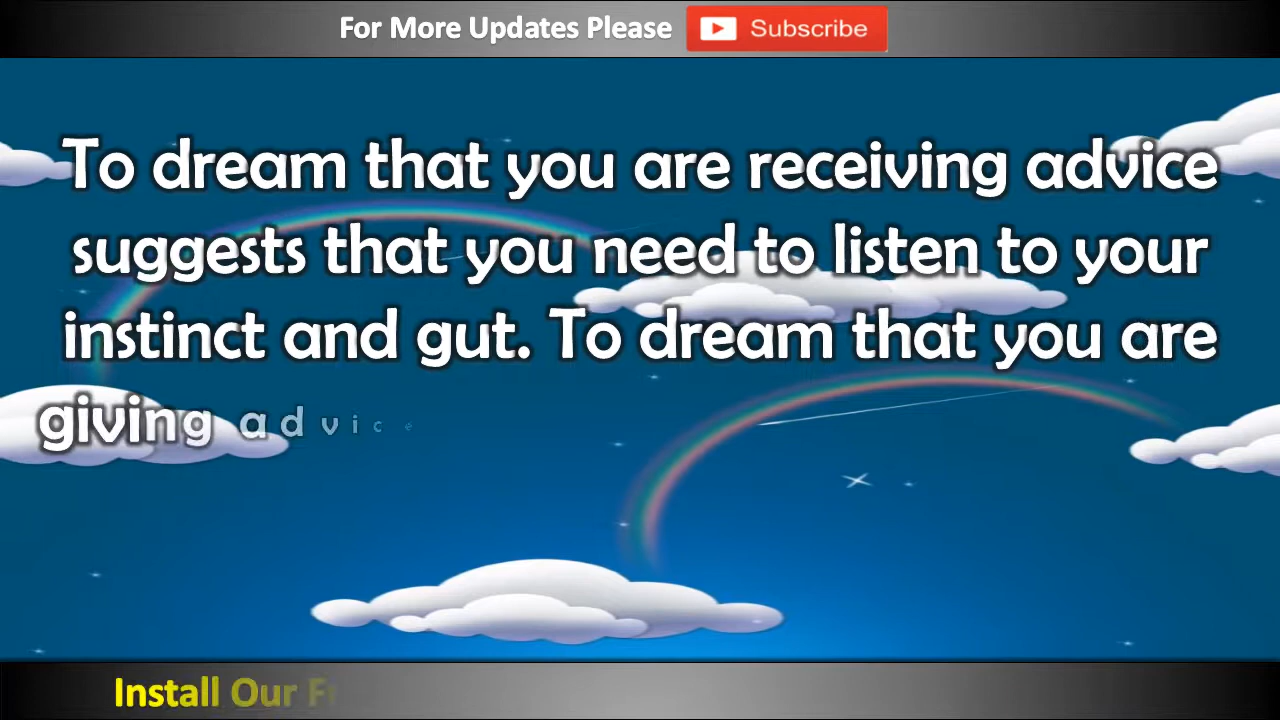 For More Updates Please Subscribe
To dream that you are receiving advice
suggests that you need to listen to your
instinct and gut. To dream that you are
giving advice
Install Our